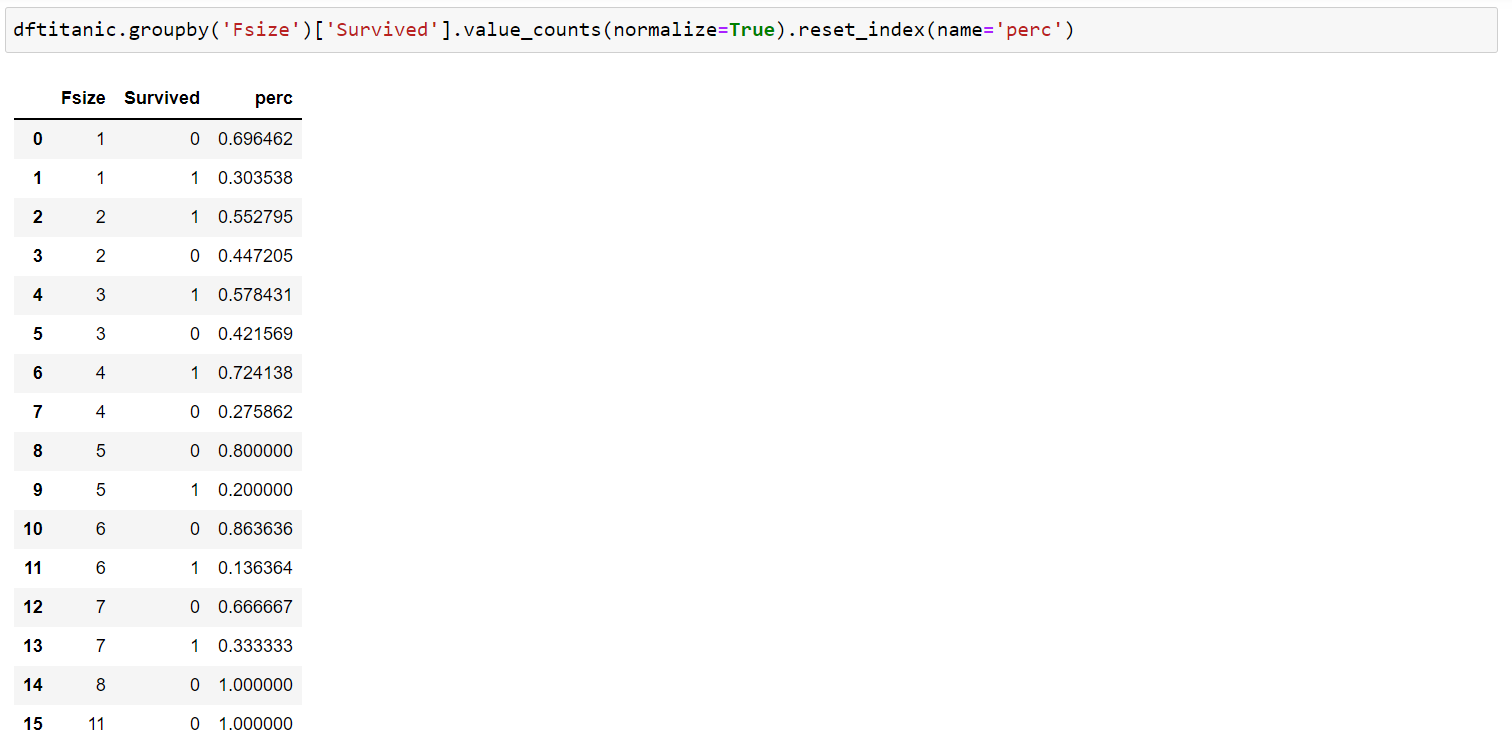 dftitanic.groupby('Fsize')['Survived'].value_counts(normalize=True).reset_index(name='perc')
Fsize Survived perc
0 1 0 0.696462
1 1 1 0.303538
2 2 1 0.552795
3 2 0 0.447205
4 3 1 0.578431
5 3 0 0.421569
6 4 1 0.724138
7 4 0 0.275862
8 5 0 0.800000
9 5 1 0.200000
10 6 0 0.863636
11 6 1 0.136364
12 7 0 0.666667
13 7 1 0.333333
14 8 0 1.000000
15 11 0 1.000000